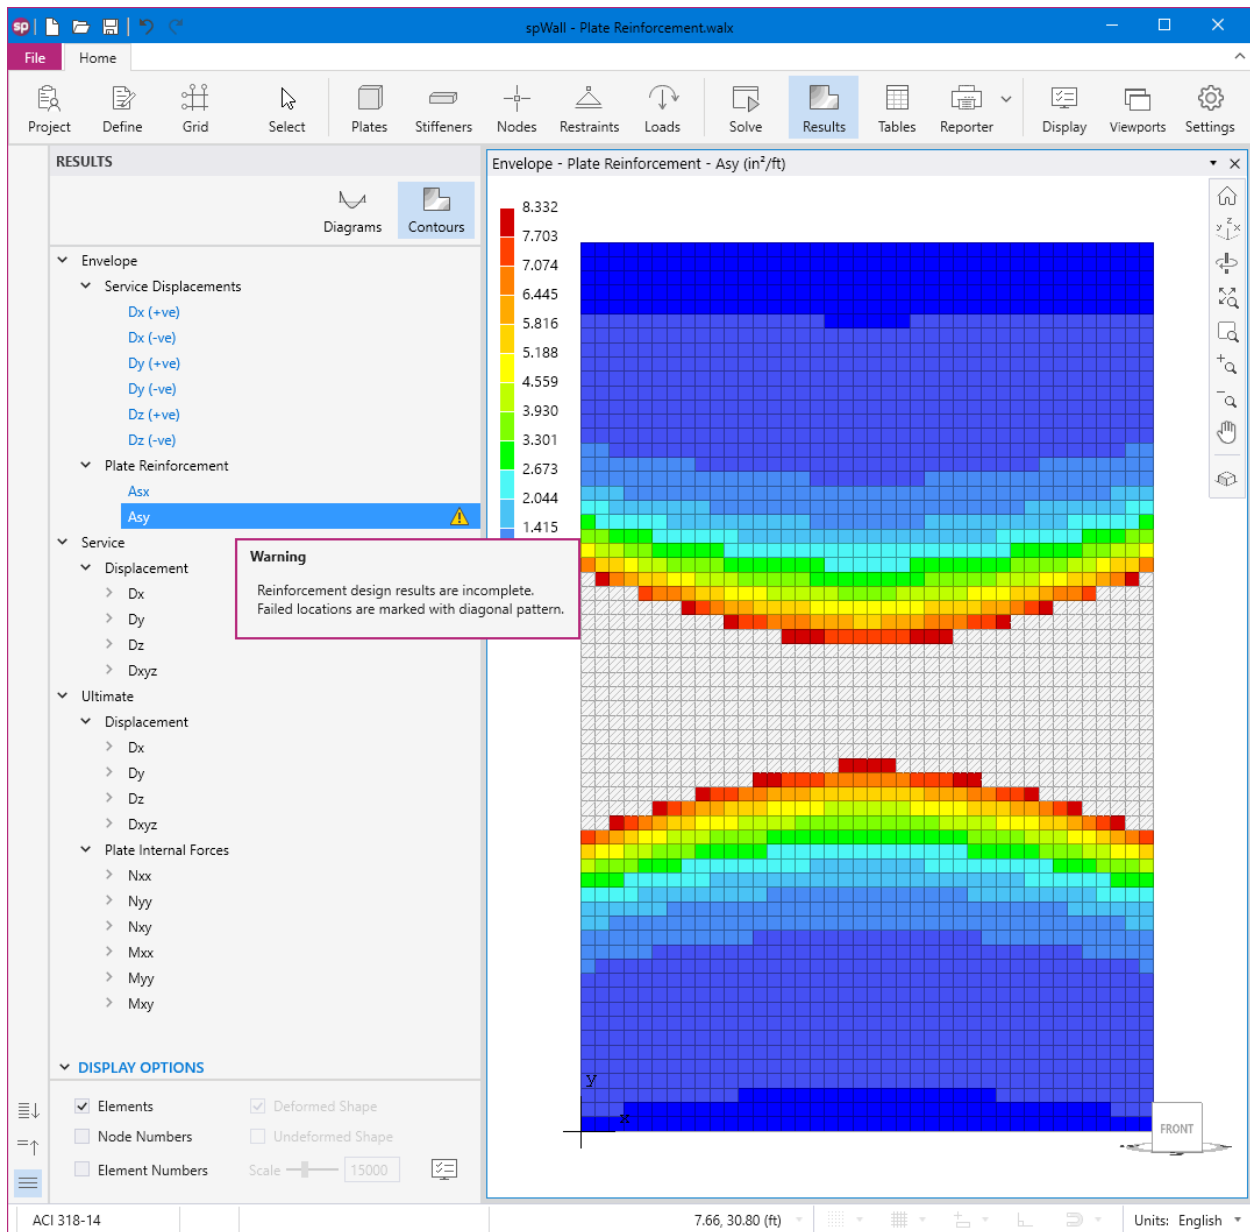 sp
spWall - Plate Reinforcement.walx
File
Home
Project
Define
Grid
Select
Plates
Stiffeners
Nodes
Restraints
Loads
Solve
Results
Tables
Reporter
Display
Viewports
Settings
RESULTS
Diagrams
Contours
Envelope
Service Displacements
Dx (+ve)
Dx (-ve)
Dy (+ve)
Dy (-ve)
Dz (+ve)
Dz (-ve)
Plate Reinforcement
Asx
Asy
Service
Displacement
Dx
Dy
Dz
Dxyz
Ultimate
Displacement
Dx
Dy
Dz
Dxyz
Plate Internal Forces
Nxx
Nyy
Nxy
Mxx
Myy
Mxy
Warning
Reinforcement design results are incomplete.
Failed locations are marked with diagonal pattern.
DISPLAY OPTIONS
Elements
Deformed Shape
Node Numbers
Undeformed Shape
Element Numbers
Scale
15000
Envelope - Plate Reinforcement - Asy (in²/ft)
8.332
7.703
7.074
6.445
5.816
5.188
4.559
3.930
3.301
2.673
2.044
1.415
y
x
z
y
x
FRONT
ACI 318-14
7.66, 30.80 (ft)
Units: English